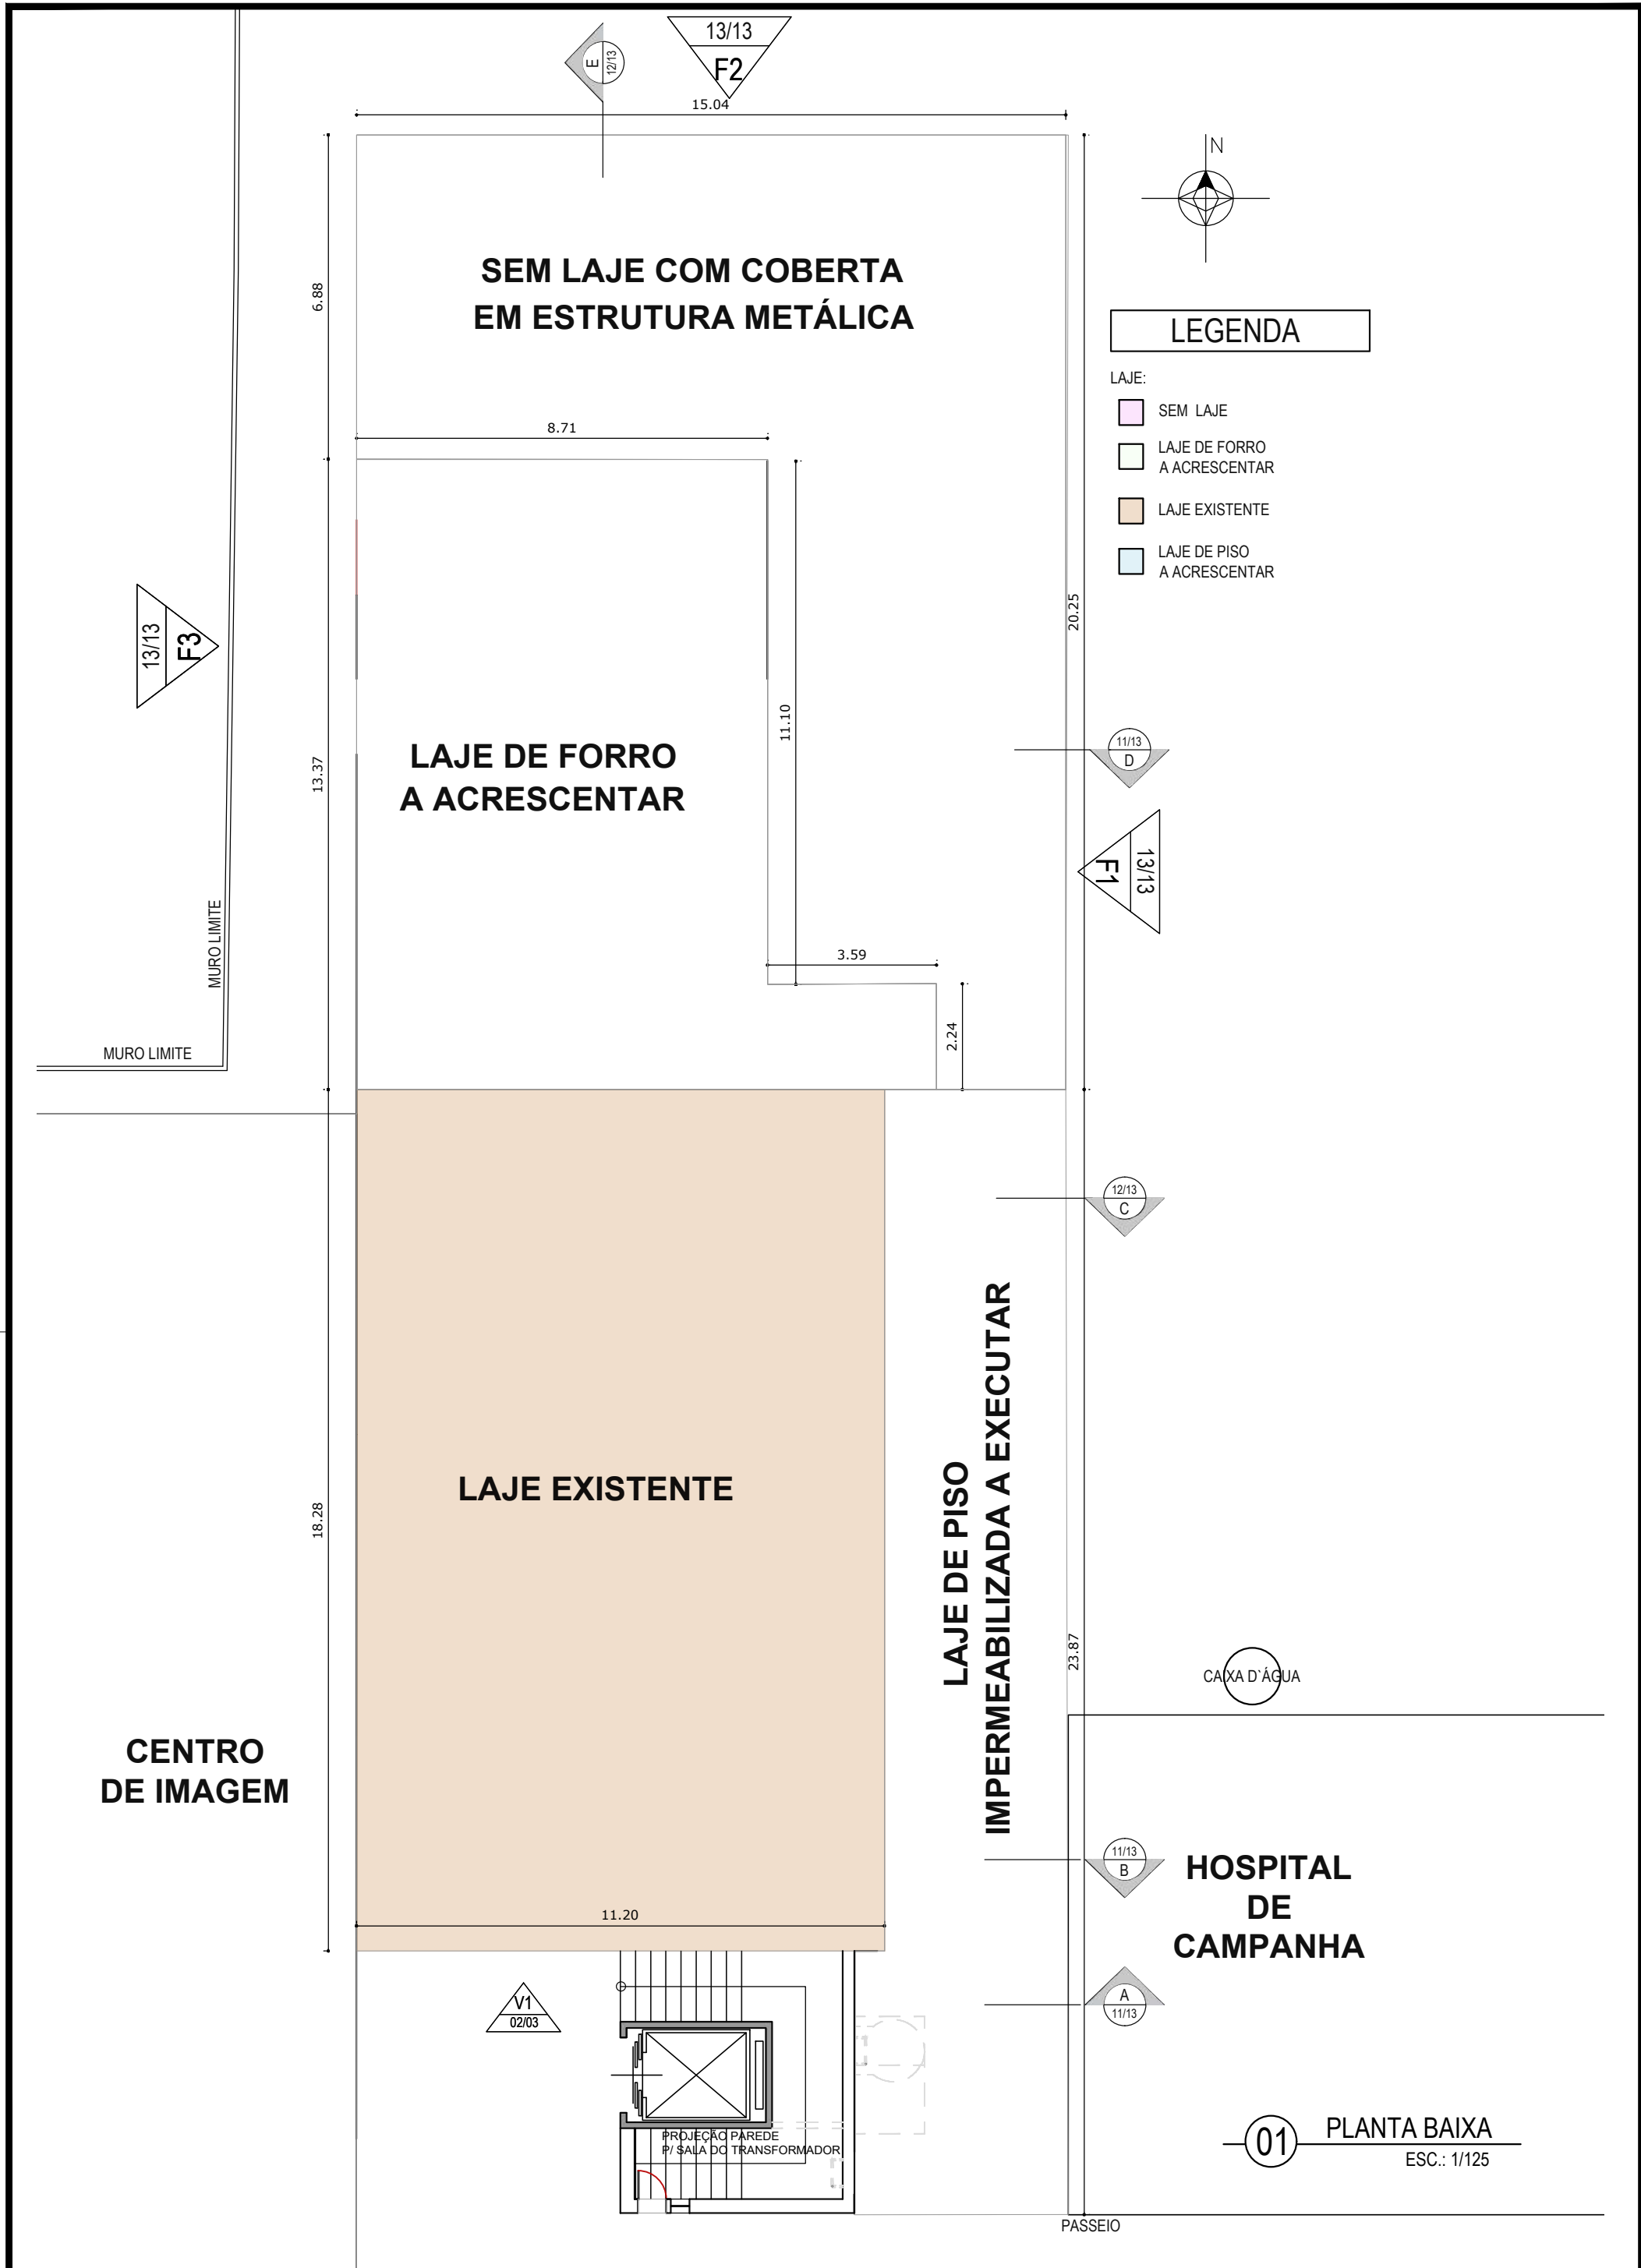 13/13
F2
E
12/13
15.04
N
6.88
SEM LAJE COM COBERTA
EM ESTRUTURA METÁLICA
LEGENDA
LAJE:
SEM LAJE
LAJE DE FORRO
A ACRESCENTAR
LAJE EXISTENTE
LAJE DE PISO
A ACRESCENTAR
8.71
20.25
13/13
F3
11.10
11/13
D
LAJE DE FORRO
A ACRESCENTAR
13.37
F1
13/13
MURO LIMITE
3.59
2.24
MURO LIMITE
12/13
C
LAJE EXISTENTE
18.28
LAJE DE PISO
IMPERMEABILIZADA A EXECUTAR
23.87
CAIXA D`ÁGUA
CENTRO
DE IMAGEM
11/13
B
HOSPITAL
DE
CAMPANHA
11.20
V1
02/03
A
11/13
PROJEÇÃO PAREDE
P/ SALA DO TRANSFORMADOR
01
PLANTA BAIXA
ESC.: 1/125
PASSEIO